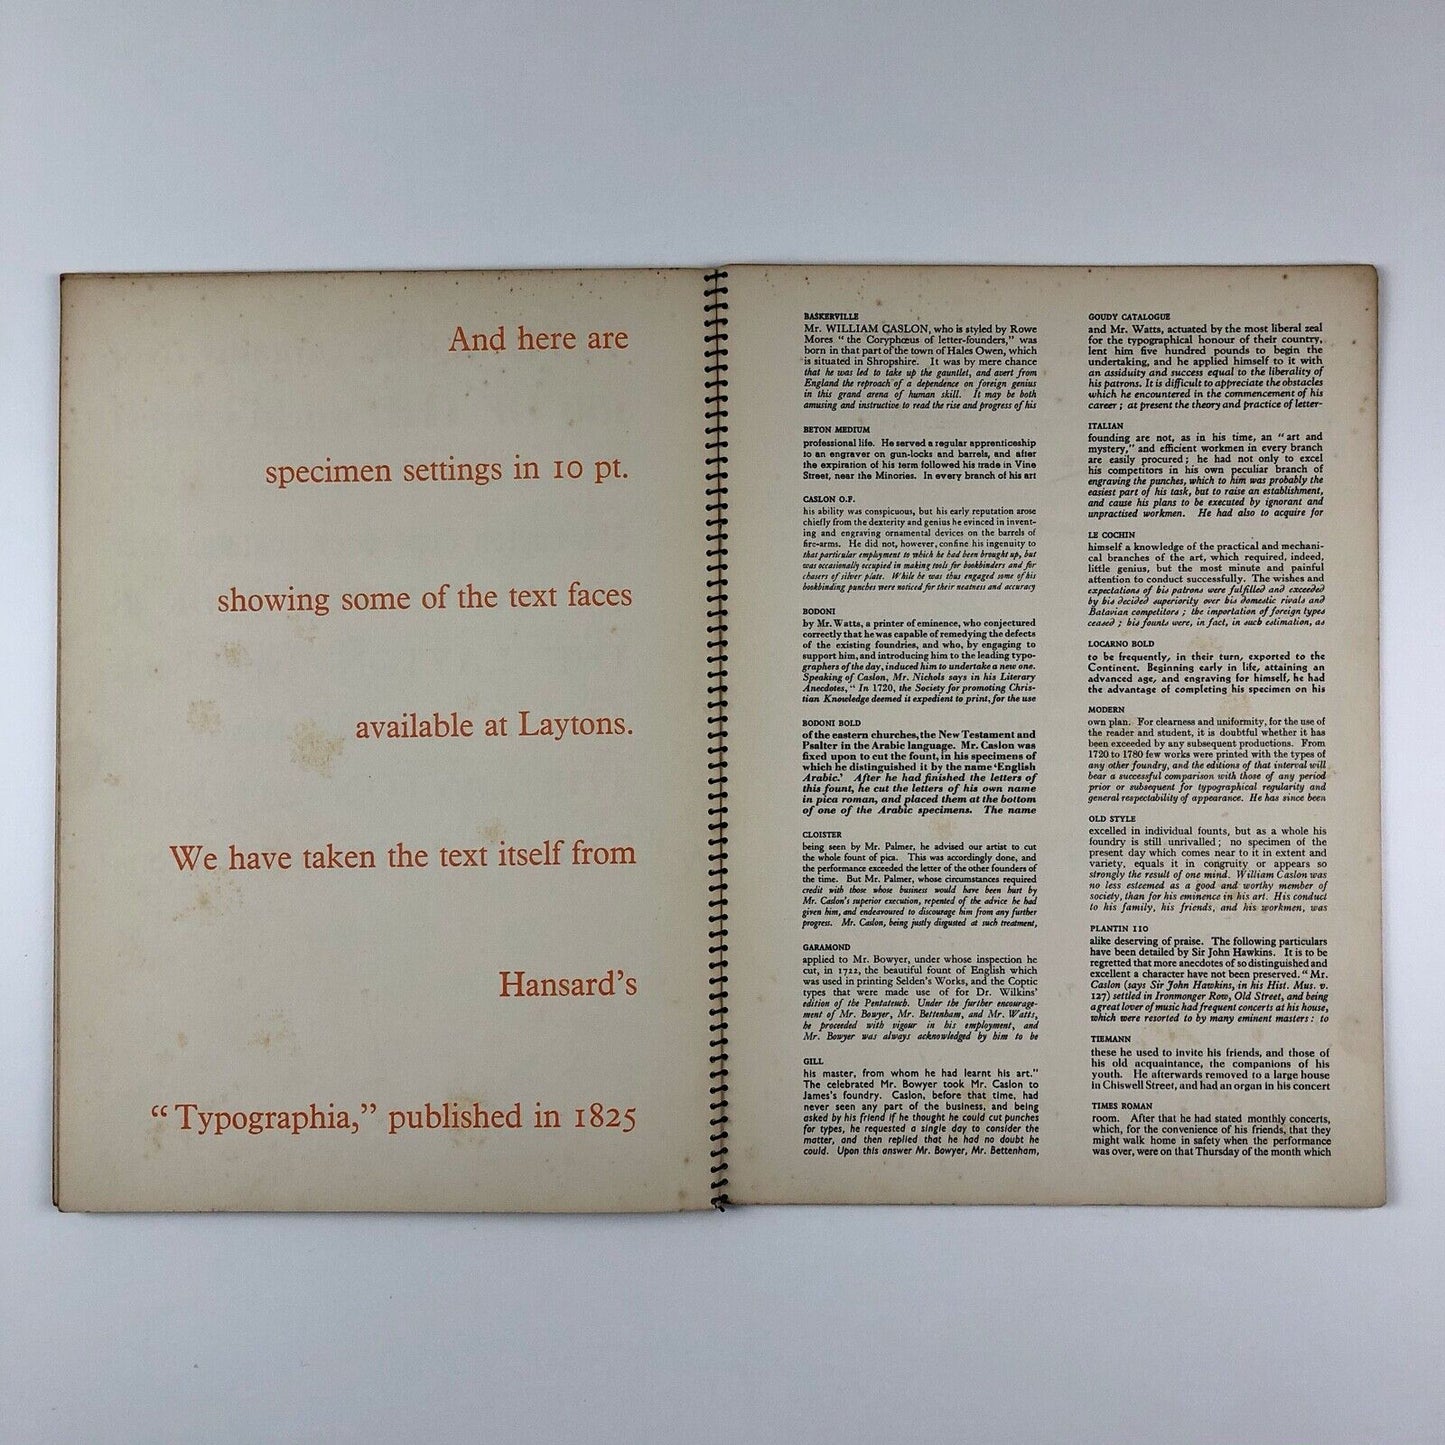 And here are
specimen settings in 10 pt.
showing some of the text faces
available at Laytons.
We have taken the text itself from
Hansard's
“Typographia,” published in 1825
BASKERVILLE
Mr. WILLIAM CASLON, who is styled by Rowe
Mores “ the Coryphœus of letter-founders,” was
born in that part of the town of Hales Owen, which
is situated in Shropshire. It was by mere chance
that he was led to take up the gauntlet, and avert from
England the reproach of a dependence on foreign genius
in this grand arena of human skill. It may be both
amusing and instructive to read the rise and progress of his
BETON MEDIUM
professional life. He served a regular apprenticeship
to an engraver on gun-locks and barrels, and after
the expiration of his term followed his trade in Vine
Street, near the Minories. In every branch of his art
CASLON O.F.
his ability was conspicuous, but his early reputation arose
chiefly from the dexterity and genius he evinced in invent-
ing and engraving ornamental devices on the barrels of
fire-arms. He did not, however, confine his ingenuity to
that particular employment to which he had been brought up, but
was occasionally occupied in making tools for bookbinders and for
chasers of silver plate. While he was thus engaged some of his
bookbinding punches were noticed for their neatness and accuracy
BODONI
by Mr. Watts, a printer of eminence, who conjectured
correctly that he was capable of remedying the defects
of the existing foundries, and who, by engaging to
support him, and introducing him to the leading typo-
graphers of the day, induced him to undertake a new one.
Speaking of Caslon, Mr. Nichols says in his Literary
Anecdotes, “ In 1720, the Society for promoting Chris-
tian Knowledge deemed it expedient to print, for the use
BODONI BOLD
of the eastern churches, the New Testament and
Psalter in the Arabic language. Mr. Caslon was
fixed upon to cut the fount, in his specimens of
which he distinguished it by the name ‘English
Arabic.’ After he had finished the letters of
this fount, he cut the letters of his own name
in pica roman, and placed them at the bottom
of one of the Arabic specimens. The name
CLOISTER
being seen by Mr. Palmer, he advised our artist to cut
the whole fount of pica. This was accordingly done, and
the performance exceeded the letter of the other founders of
the time. But Mr. Palmer, whose circumstances required
credit with those whose business would have been hurt by
Mr. Caslon's superior execution, repented of the advice he had
given him, and endeavoured to discourage him from any further
progress. Mr. Caslon, being justly disgusted at such treatment,
GARAMOND
applied to Mr. Bowyer, under whose inspection he
cut, in 1722, the beautiful fount of English which
was used in printing Selden's Works, and the Coptic
types that were made use of for Dr. Wilkins'
edition of the Pentateuch. Under the further encourage-
ment of Mr. Bowyer, Mr. Bettenham, and Mr. Watts,
he proceeded with vigour in his employment, and
Mr. Bowyer was always acknowledged by him to be
GILL
his master, from whom he had learnt his art.”
The celebrated Mr. Bowyer took Mr. Caslon to
James's foundry. Caslon, before that time, had
never seen any part of the business, and being
asked by his friend if he thought he could cut punches
for types, he requested a single day to consider the
matter, and then replied that he had no doubt he
could. Upon this answer Mr. Bowyer, Mr. Bettenham,
GOUDY CATALOGUE
and Mr. Watts, actuated by the most liberal zeal
for the typographical honour of their country,
lent him five hundred pounds to begin the
undertaking, and he applied himself to it with
an assiduity and success equal to the liberality of
his patrons. It is difficult to appreciate the obstacles
which he encountered in the commencement of his
career ; at present the theory and practice of letter-
ITALIAN
founding are not, as in his time, an “ art and
mystery,” and efficient workmen in every branch
are easily procured ; he had not only to excel
his competitors in his own peculiar branch of
engraving the punches, which to him was probably the
easiest part of his task, but to raise an establishment,
and cause his plans to be executed by ignorant and
unpractised workmen. He had also to acquire for
LE COCHIN
himself a knowledge of the practical and mechani-
cal branches of the art, which required, indeed,
little genius, but the most minute and painful
attention to conduct successfully. The wishes and
expectations of his patrons were fulfilled and exceeded
by his decided superiority over his domestic rivals and
Batavian competitors ; the importation of foreign types
ceased ; his founts were, in fact, in such estimation, as
LOCARNO BOLD
to be frequently, in their turn, exported to the
Continent. Beginning early in life, attaining an
advanced age, and engraving for himself, he had
the advantage of completing his specimen on his
MODERN
own plan. For clearness and uniformity, for the use of
the reader and student, it is doubtful whether it has
been exceeded by any subsequent productions. From
1720 to 1780 few works were printed with the types of
any other foundry, and the editions of that interval will
bear a successful comparison with those of any period
prior or subsequent for typographical regularity and
general respectability of appearance. He has since been
OLD STYLE
excelled in individual founts, but as a whole his
foundry is still unrivalled ; no specimen of the
present day which comes near to it in extent and
variety, equals it in congruity or appears so
strongly the result of one mind. William Caslon was
no less esteemed as a good and worthy member of
society, than for his eminence in his art. His conduct
to his family, his friends, and his workmen, was
PLANTIN 110
alike deserving of praise. The following particulars
have been detailed by Sir John Hawkins. It is to be
regretted that more anecdotes of so distinguished and
excellent a character have not been preserved. “ Mr.
Caslon (says Sir John Hawkins, in his Hist. Mus. v.
127) settled in Ironmonger Row, Old Street, and being
a great lover of music had frequent concerts at his house,
which were resorted to by many eminent masters : to
TIEMANN
these he used to invite his friends, and those of
his old acquaintance, the companions of his
youth. He afterwards removed to a large house
in Chiswell Street, and had an organ in his concert
TIMES ROMAN
room. After that he had stated monthly concerts,
which, for the convenience of his friends, that they
might walk home in safety when the performance
was over, were on that Thursday of the month which